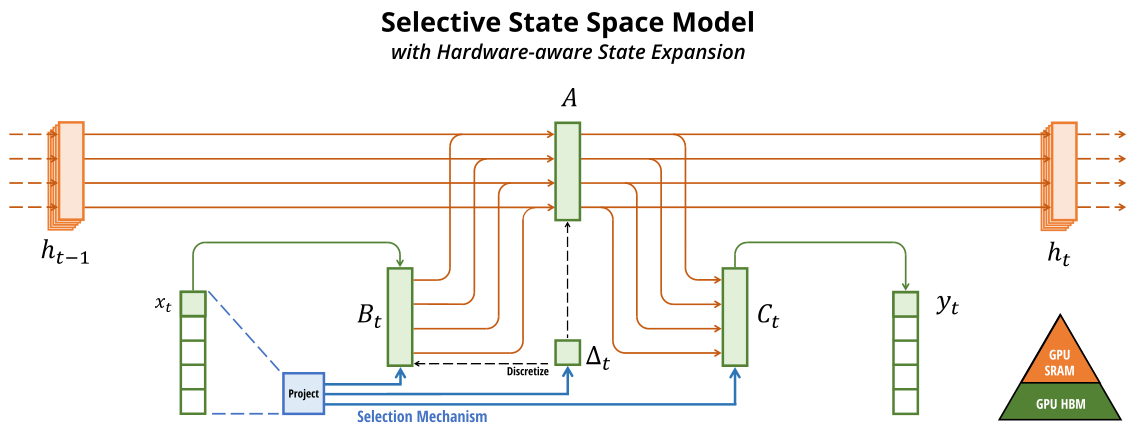 Selective State Space Model
with Hardware-aware State Expansion
A
h_{t-1}
h_t
x_t
B_t
C_t
y_t
Δ_t
Discretize
Project
Selection Mechanism
GPU
SRAM
GPU HBM